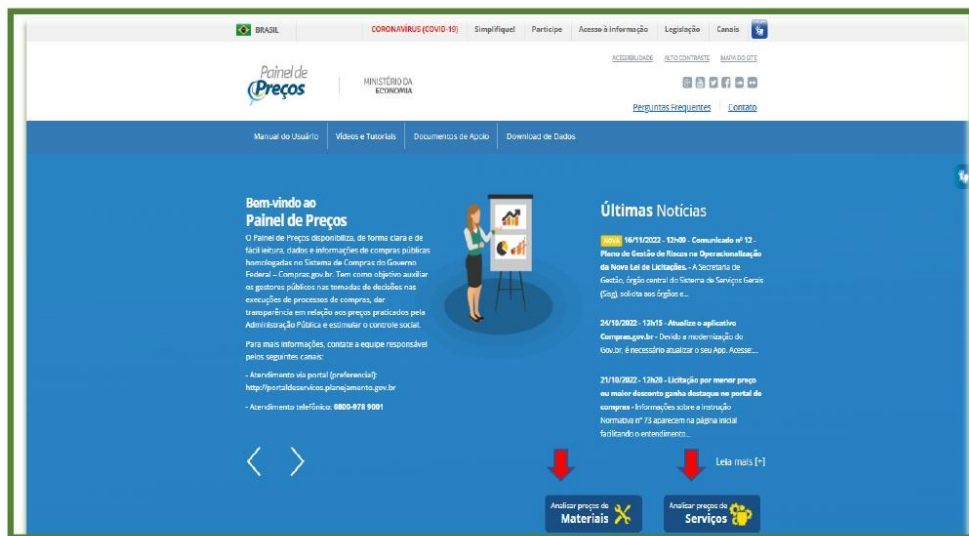 BRASIL
CORONAVÍRUS (COVID-19) Simplifique! Participe Acesso à Informação Legislação Canais
ACESSIBILIDADE ALTO CONTRASTE MAPA DO SITE
Painel de
Preços
MINISTÉRIO DA
ECONOMIA
Perguntas Frequentes Contato
Manual do Usuário Vídeos e Tutoriais Documentos de Apoio Download de Dados
Bem-vindo ao
Painel de Preços
O Painel de Preços disponibiliza, de forma clara e de
fácil leitura, dados e informações de compras públicas
homologadas no Sistema de Compras do Governo
Federal – Compras.gov.br. Tem como objetivo auxiliar
os gestores públicos nas tomadas de decisões nas
execuções de processos de compras, dar
transparência em relação aos preços praticados pela
Administração Pública e estimular o controle social.
Para mais informações, contate a equipe responsável
pelos seguintes canais:
- Atendimento via portal (preferencial):
http://portaldeservicos.planejamento.gov.br
- Atendimento telefônico: 0800-978 9001
Últimas Notícias
NOVA 16/11/2022 - 12h09 - Comunicado nº 12 -
Plano de Gestão de Riscos na Operacionalização
da Nova Lei de Licitações. - A Secretaria de
Gestão, órgão central do Sistema de Serviços Gerais
(Sisg), solicita aos órgãos e...
24/10/2022 - 12h15 - Atualize o aplicativo
Compras.gov.br - Devido a modernização do
Gov.br, é necessário atualizar o seu App. Acesse:...
21/10/2022 - 12h20 - Licitação por menor preço
ou maior desconto ganha destaque no portal de
compras - Informações sobre a Instrução
Normativa nº 73 aparecem na página inicial
facilitando o entendimento...
Leia mais [+]
Analisar preços de
Materiais
Analisar preços de
Serviços